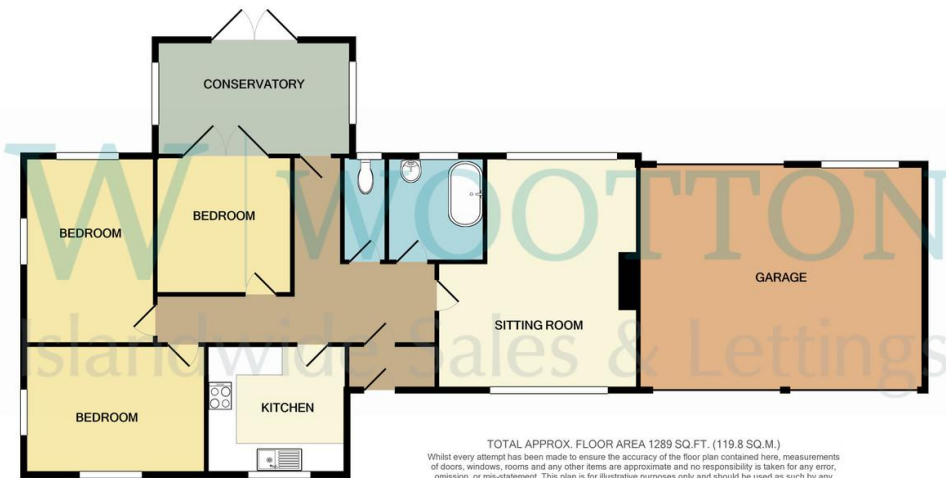 CONSERVATORY
W | WOOTTON
BEDROOM
BEDROOM
GARAGE
SITTING ROOM
Islandwide Sales & Lettings
BEDROOM
KITCHEN
TOTAL APPROX. FLOOR AREA 1289 SQ.FT. (119.8 SQ.M.)
Whilst every attempt has been made to ensure the accuracy of the floor plan contained here, measurements
of doors, windows, rooms and any other items are approximate and no responsibility is taken for any error,
omission, or mis-statement. This plan is for illustrative purposes only and should be used as such by any